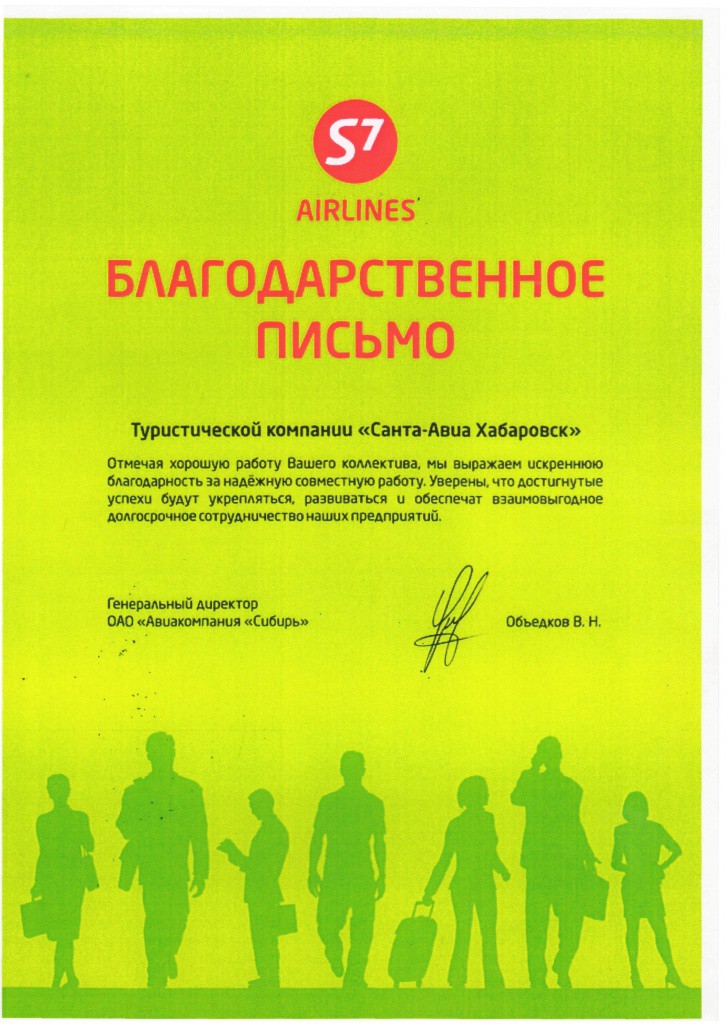 S7
AIRLINES
БЛАГОДАРСТВЕННОЕ
ПИСЬМО
Туристической компании «Санта-Авиа Хабаровск»
Отмечая хорошую работу Вашего коллектива, мы выражаем искреннюю
благодарность за надёжную совместную работу. Уверены, что достигнутые
успехи будут укрепляться, развиваться и обеспечат взаимовыгодное
долгосрочное сотрудничество наших предприятий.
Генеральный директор
ОАО «Авиакомпания «Сибирь»
Объедков В. Н.